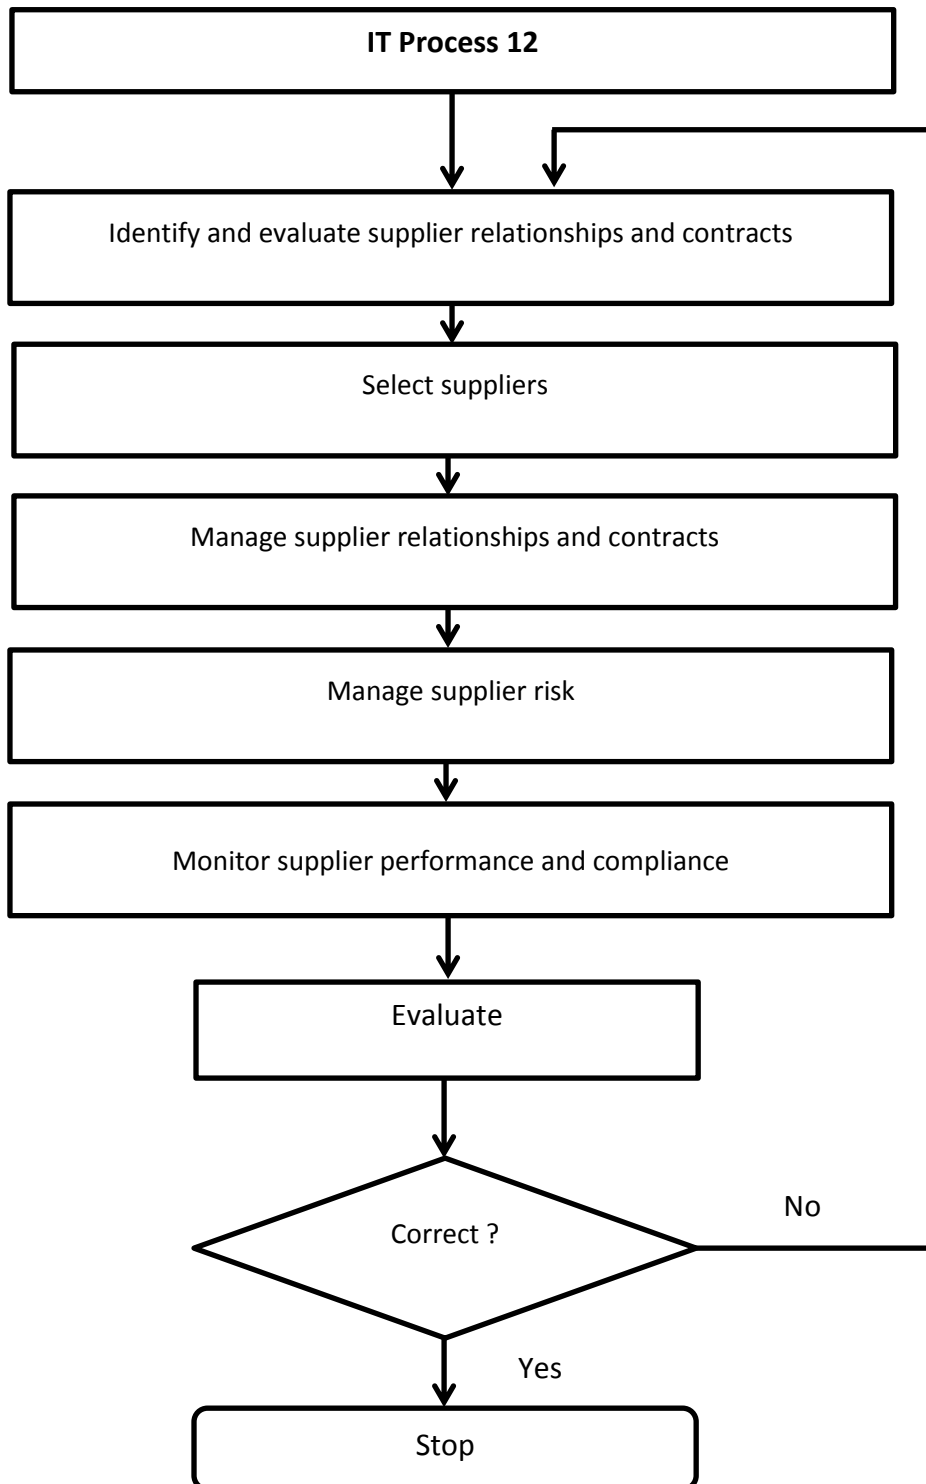 IT Process 12
Identify and evaluate supplier relationships and contracts
Select suppliers
Manage supplier relationships and contracts
Manage supplier risk
Monitor supplier performance and compliance
Evaluate
Correct ?
No
Yes
Stop